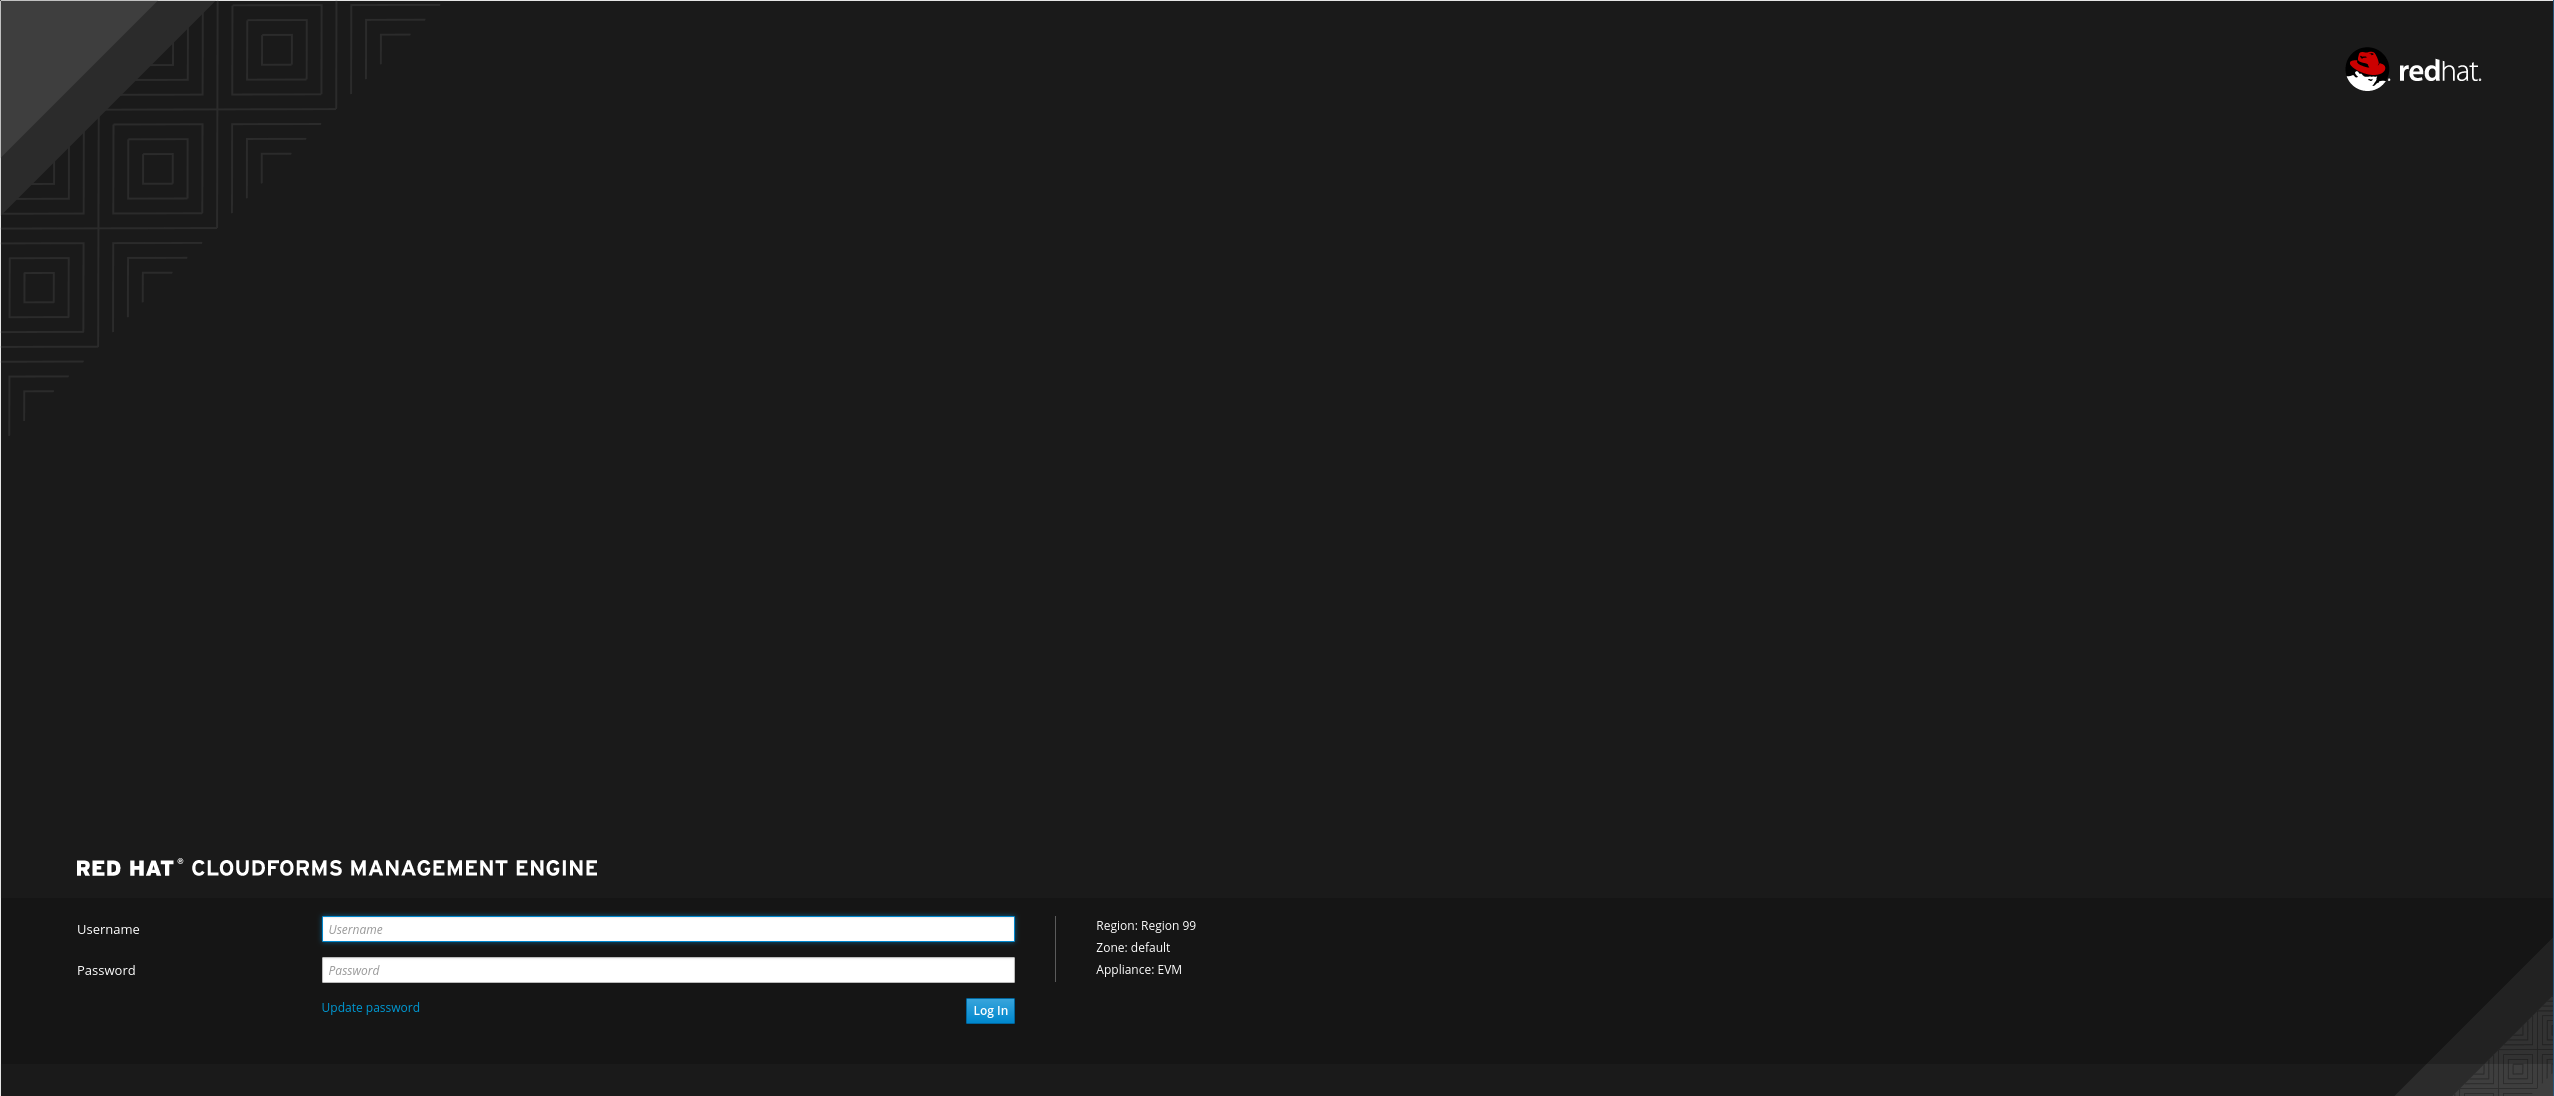 redhat.
RED HAT® CLOUDFORMS MANAGEMENT ENGINE
Username
Username
Region: Region 99
Zone: default
Password
Password
Appliance: EVM
Update password
Log In